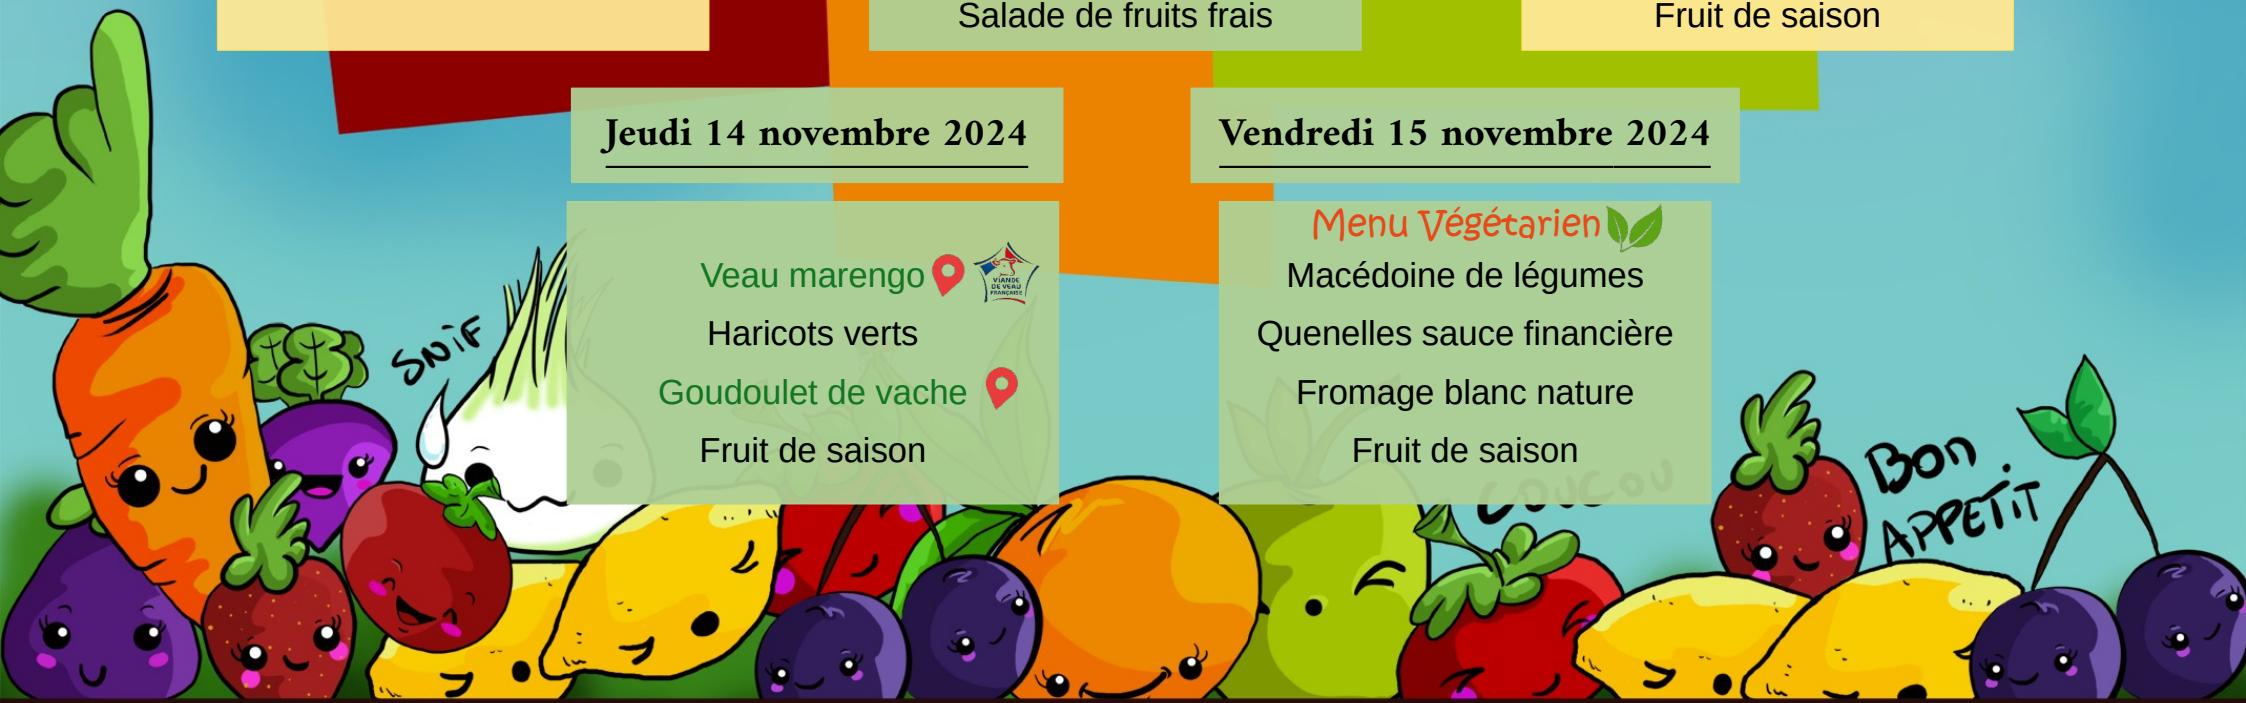 Salade de fruits frais
Fruit de saison
Jeudi 14 novembre 2024
Veau marengo
VIANDE
DE VEAU
FRANÇAISE
Haricots verts
Goudoulet de vache
Fruit de saison
Vendredi 15 novembre 2024
Menu Végétarien
Macédoine de légumes
Quenelles sauce financière
Fromage blanc nature
Fruit de saison
SNIF
COUCOU
Bon
APPETIT